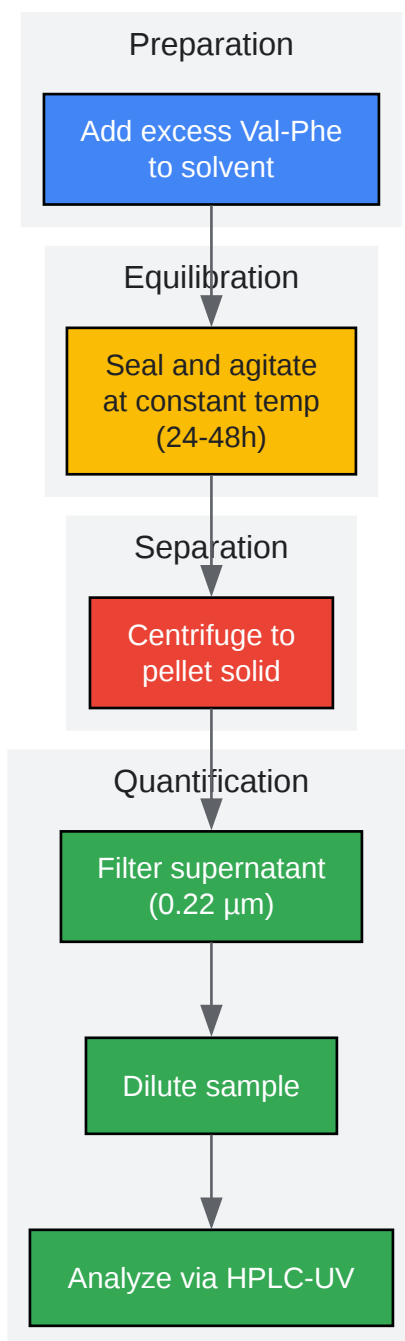 Preparation
Add excess Val-Phe
to solvent
Equilibration
Seal and agitate
at constant temp
(24-48h)
Separation
Centrifuge to
pellet solid
Quantification
Filter supernatant
(0.22 µm)
Dilute sample
Analyze via HPLC-UV